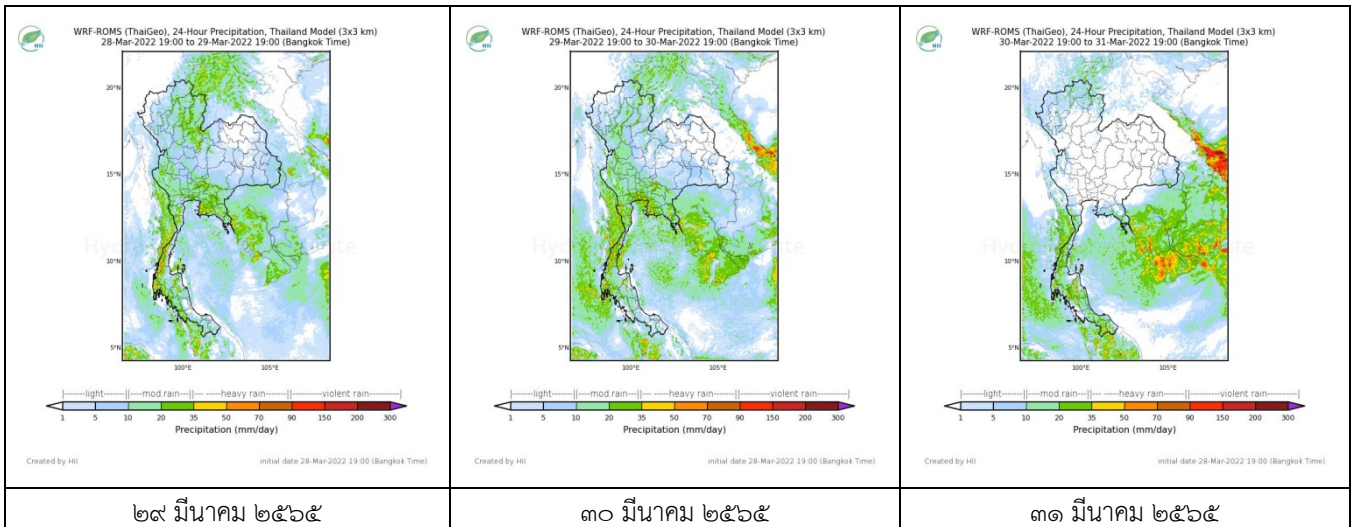 HII
WRF-ROMS (ThaiGeo), 24-Hour Precipitation, Thailand Model (3x3 km)
28-Mar-2022 19:00 to 29-Mar-2022 19:00 (Bangkok Time)
20°N
15°N
10°N
5°N
100°E 105°E
|-------light------||---mod.rain---||--- ---heavy rain---||------violent rain---|
1 5 10 20 35 50 70 90 150 200 300
Precipitation (mm/day)
Created by HII initial date 28-Mar-2022 19:00 (Bangkok Time)
๒๙ มีนาคม ๒๕๖๕
HII
WRF-ROMS (ThaiGeo), 24-Hour Precipitation, Thailand Model (3x3 km)
29-Mar-2022 19:00 to 30-Mar-2022 19:00 (Bangkok Time)
20°N
15°N
10°N
5°N
100°E 105°E
|-------light------||---mod.rain---||--- ---heavy rain---||------violent rain---|
1 5 10 20 35 50 70 90 150 200 300
Precipitation (mm/day)
Created by HII initial date 28-Mar-2022 19:00 (Bangkok Time)
๓๐ มีนาคม ๒๕๖๕
HII
WRF-ROMS (ThaiGeo), 24-Hour Precipitation, Thailand Model (3x3 km)
30-Mar-2022 19:00 to 31-Mar-2022 19:00 (Bangkok Time)
20°N
15°N
10°N
5°N
100°E 105°E
|-------light------||---mod.rain---||--- ---heavy rain---||------violent rain---|
1 5 10 20 35 50 70 90 150 200 300
Precipitation (mm/day)
Created by HII initial date 28-Mar-2022 19:00 (Bangkok Time)
๓๑ มีนาคม ๒๕๖๕